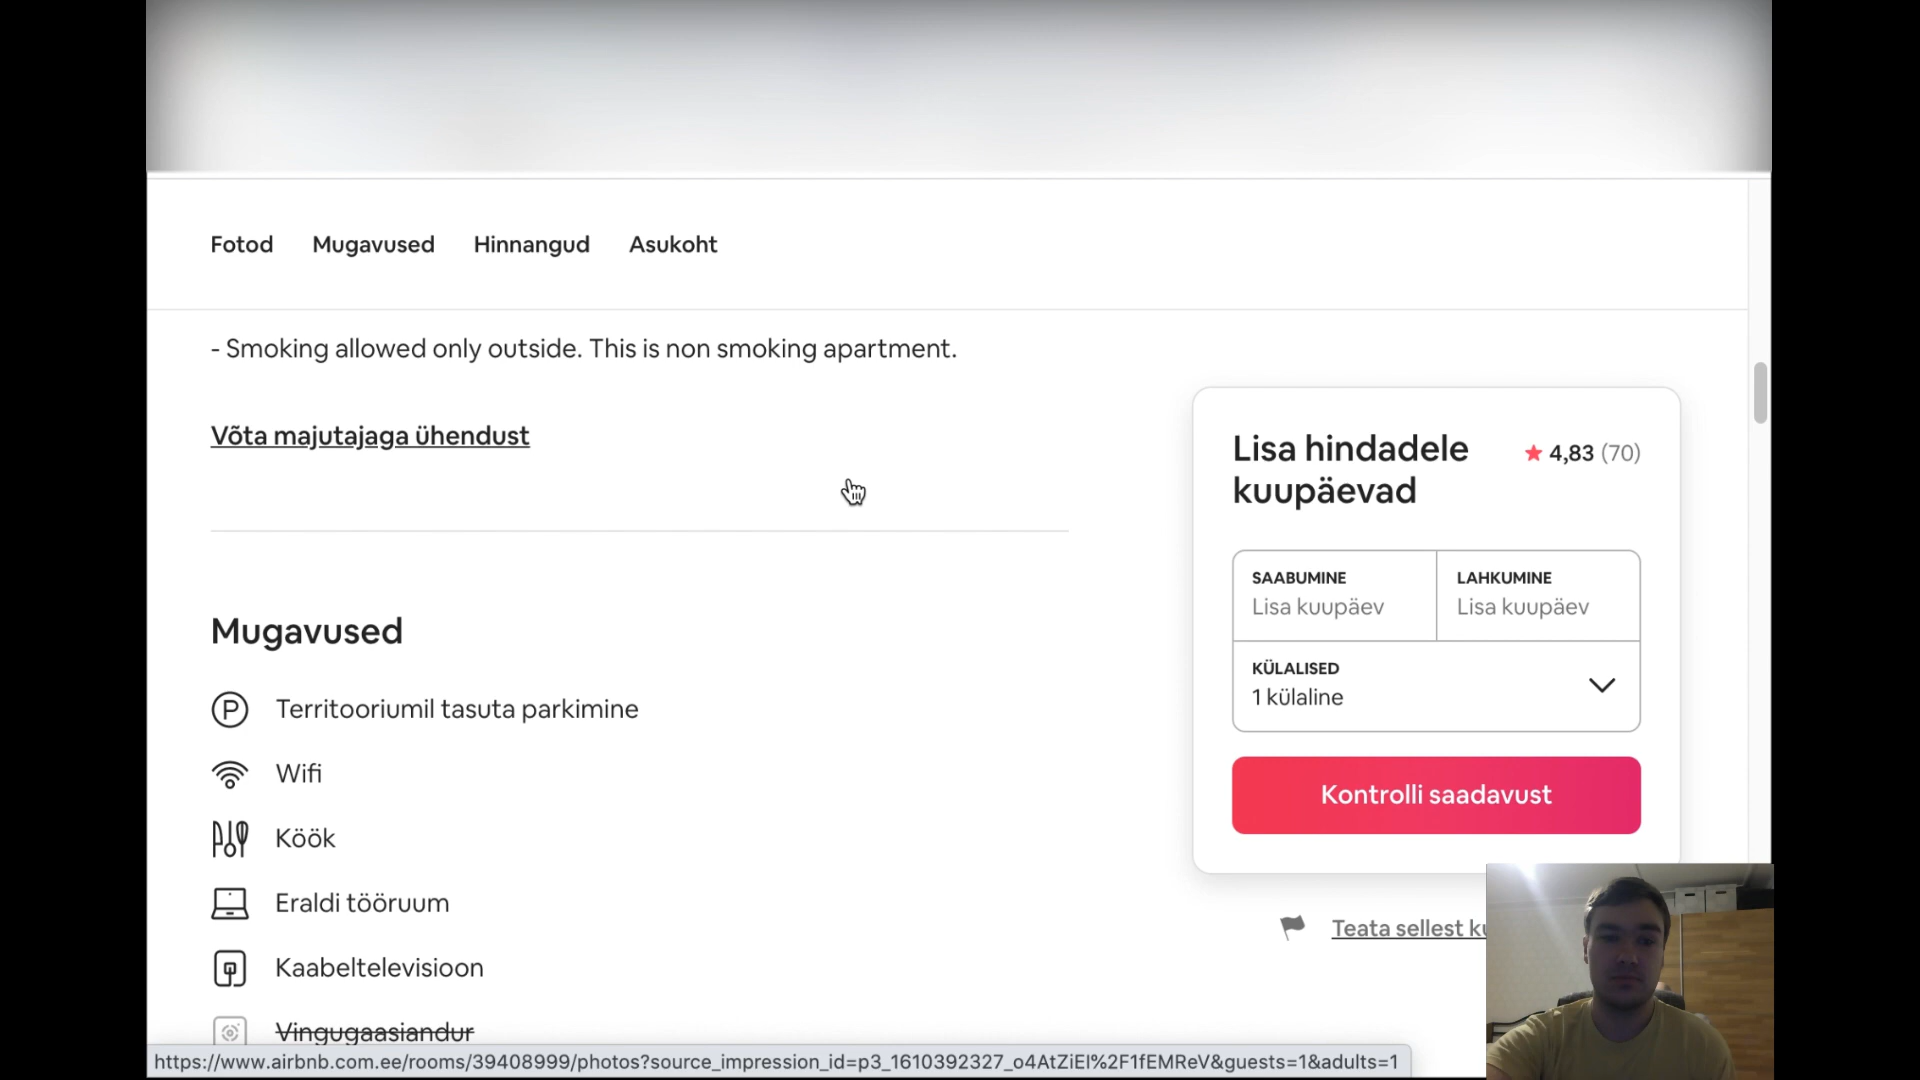 Fotod Mugavused Hinnangud Asukoht
- Smoking allowed only outside. This is non smoking apartment.
Võta majutajaga ühendust
Mugavused
Territooriumil tasuta parkimine
Wifi
Köök
Eraldi tööruum
Kaabeltelevisioon
Vingugaasiandur
Lisa hindadele
kuupäevad
4,83 (70)
SAABUMINE
Lisa kuupäev
LAHKUMINE
Lisa kuupäev
KÜLALISED
1 külaline
Kontrolli saadavust
Teata sellest
https://www.airbnb.com.ee/rooms/39408999/photos?source_impression_id=p3_1610392327_o4AtZiEl%2F1fEMReV&guests=1&adults=1